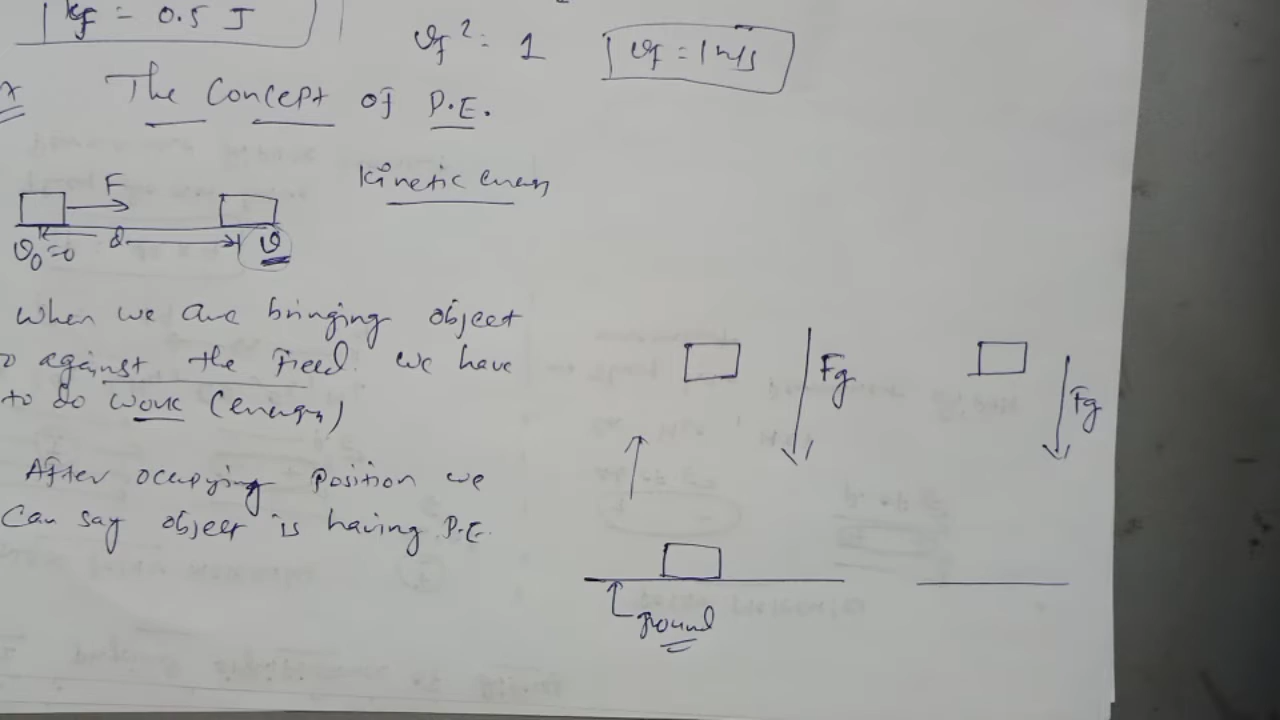 kf = 0.5 J
vf² = 1
vf = 1 m/s
The Concept of P.E.
F
kinetic energy
v₀=0
d
v
When we are bringing object
against the Field. we have
to do work (energy)
After occupying position we
Can say object is having P.E.
Fg
Fg
ground